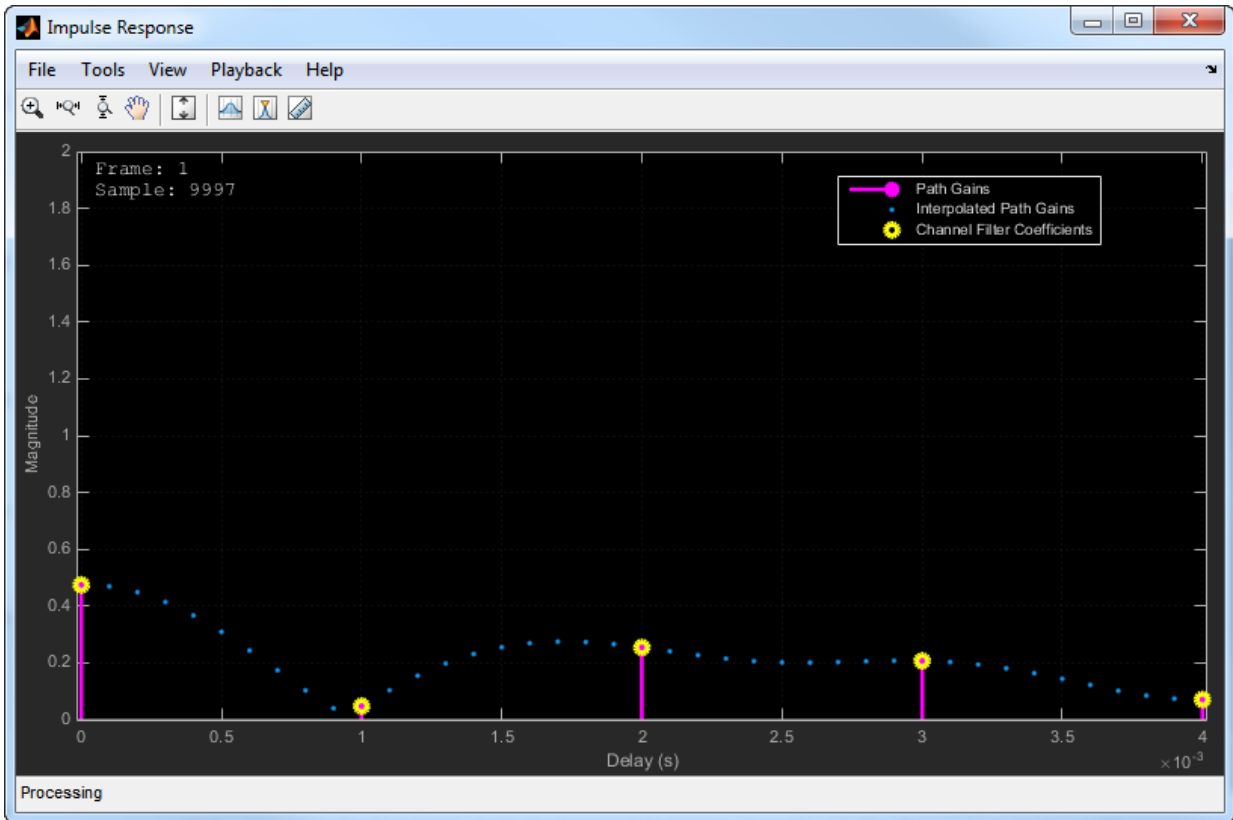 Impulse Response
File Tools View Playback Help
Frame: 1
Sample: 9997
Path Gains
Interpolated Path Gains
Channel Filter Coefficients
2
1.8
1.6
1.4
1.2
1
0.8
0.6
0.4
0.2
0
Magnitude
0 0.5 1 1.5 2 2.5 3 3.5 4
Delay (s)
×10⁻³
Processing